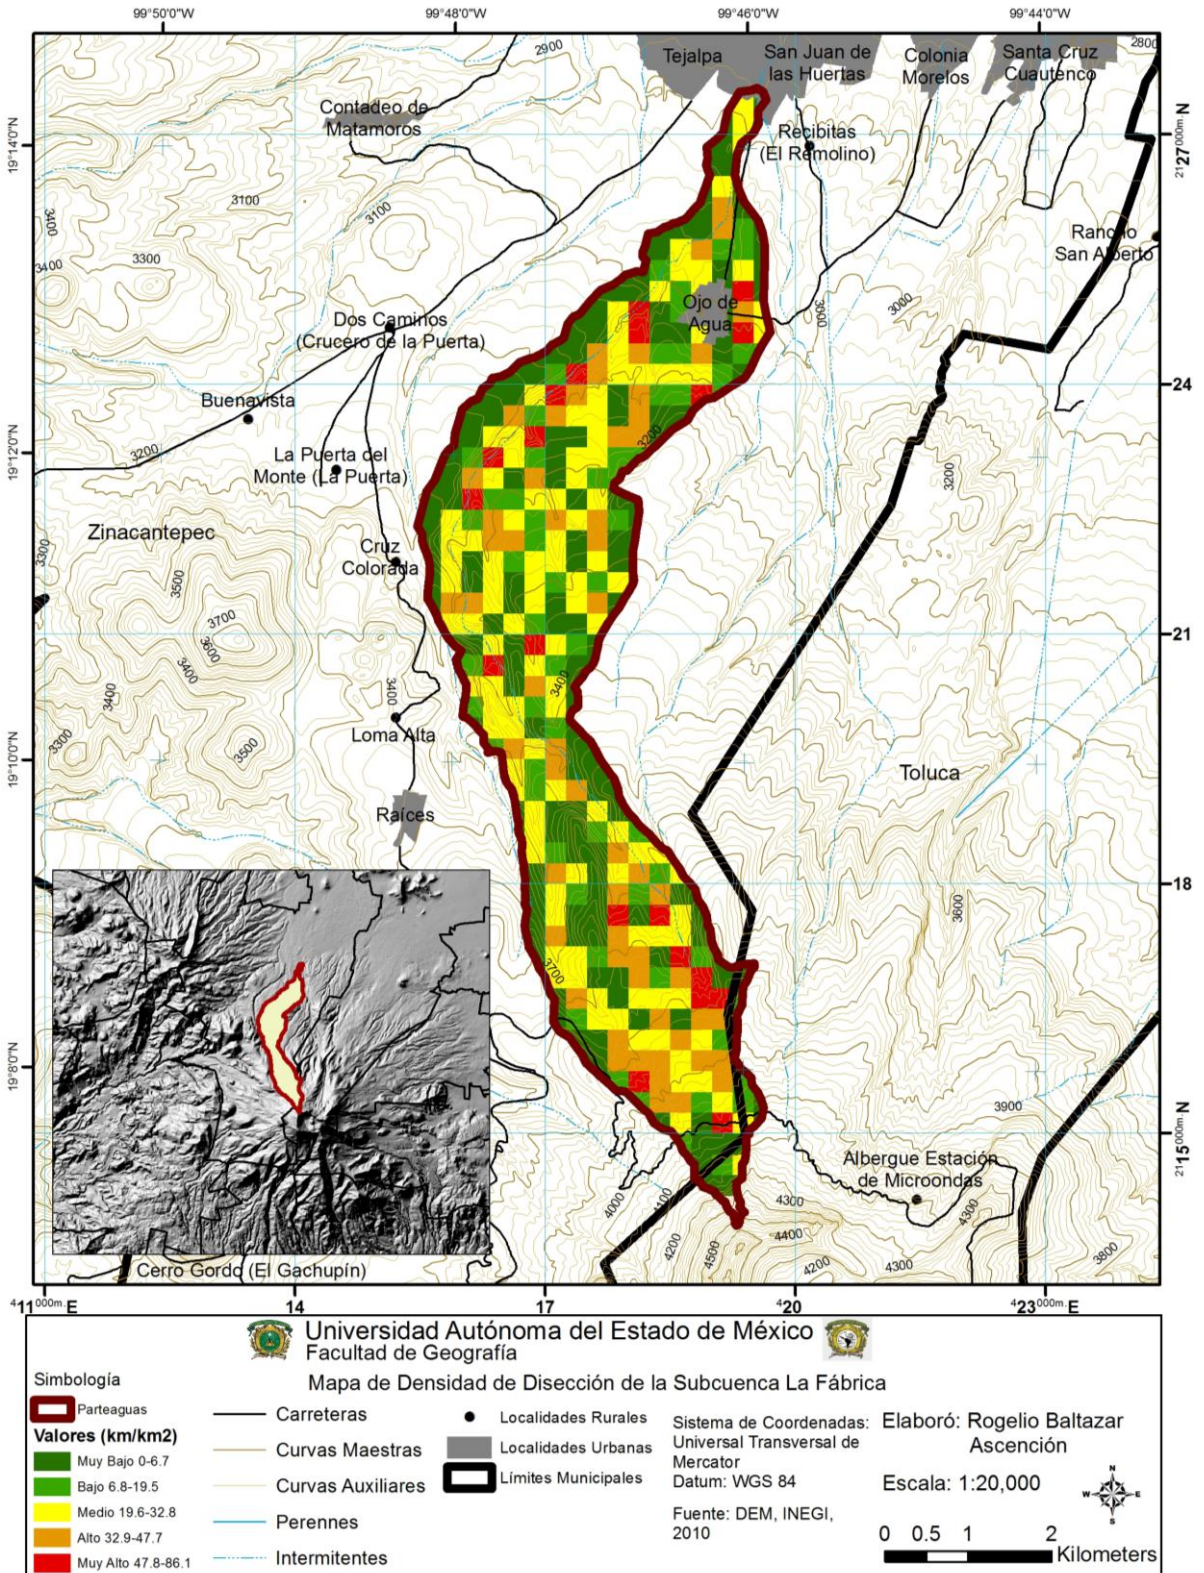 99°50'0"W
99°48'0"W
99°46'0"W
99°44'0"W
2900
Tejalpa
San Juan de
las Huertas
Colonia
Morelos
Santa Cruz
Cuautenco
2800
Contadeo de
Matamoros
19°14'0"N
Recibitas
(El Remolino)
2127000m. N
3100
3400
3100
Rancho
San Alberto
3400
3300
Ojo de
Agua
3000
3000
Dos Caminos
(Crucero de la Puerta)
24
Buenavista
3200
3200
19°12'0"N
La Puerta del
Monte (La Puerta)
3200
Zinacantepec
3300
Cruz
Colorada
3500
3700
3600
3400
21
3400
3400
3400
3300
3500
Loma Alta
19°10'0"N
Toluca
Raíces
18
3600
3700
19°8'0"N
3900
2115000m. N
Albergue Estación
de Microondas
4000
4100
4300
4300
4400
4200
4500
4200
4300
3800
Cerro Gordo (El Gachupín)
411000m. E
14
17
20
423000m. E
Universidad Autónoma del Estado de México
Facultad de Geografía
Mapa de Densidad de Disección de la Subcuenca La Fábrica
Simbología
Parteaguas
Valores (km/km2)
Muy Bajo 0-6.7
Bajo 6.8-19.5
Medio 19.6-32.8
Alto 32.9-47.7
Muy Alto 47.8-86.1
Carreteras
Curvas Maestras
Curvas Auxiliares
Perennes
Intermitentes
Localidades Rurales
Localidades Urbanas
Límites Municipales
Sistema de Coordenadas:
Universal Transversal de
Mercator
Datum: WGS 84
Fuente: DEM, INEGI,
2010
Elaboró: Rogelio Baltazar
Ascención
Escala: 1:20,000
N
W
E
S
0 0.5 1 2
Kilometers